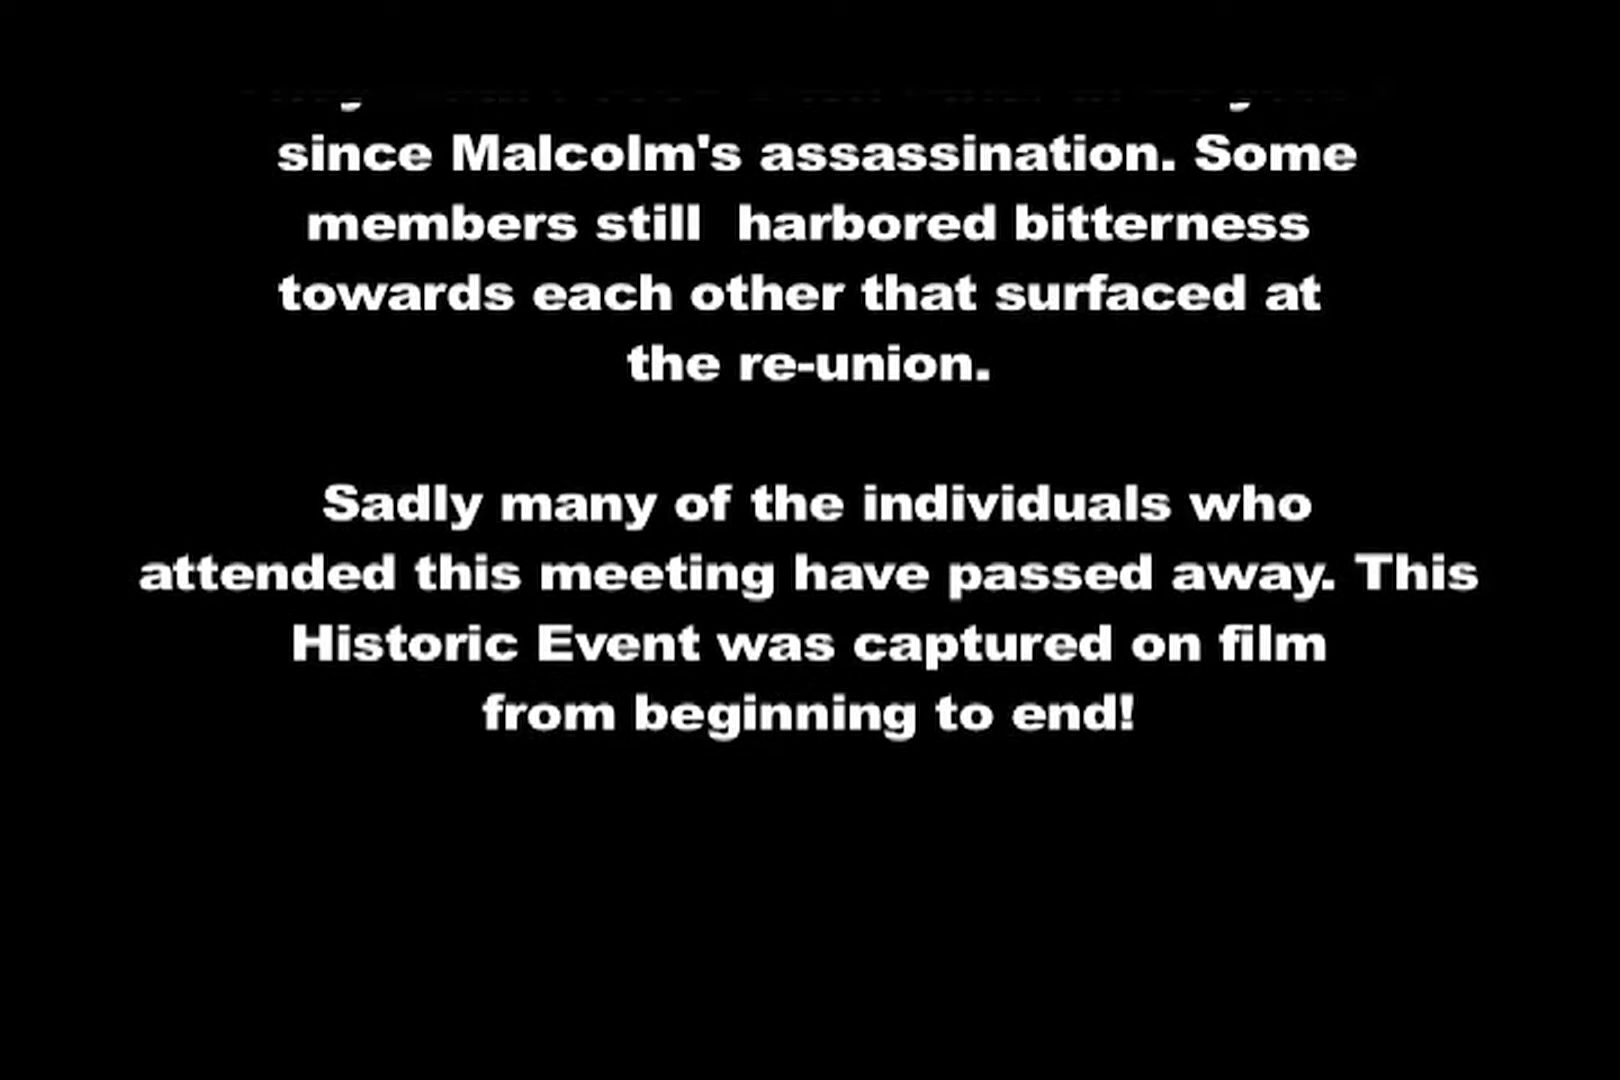 since Malcolm's assassination. Some
members still  harbored bitterness
towards each other that surfaced at
the re-union.
Sadly many of the individuals who
attended this meeting have passed away. This
Historic Event was captured on film
from beginning to end!